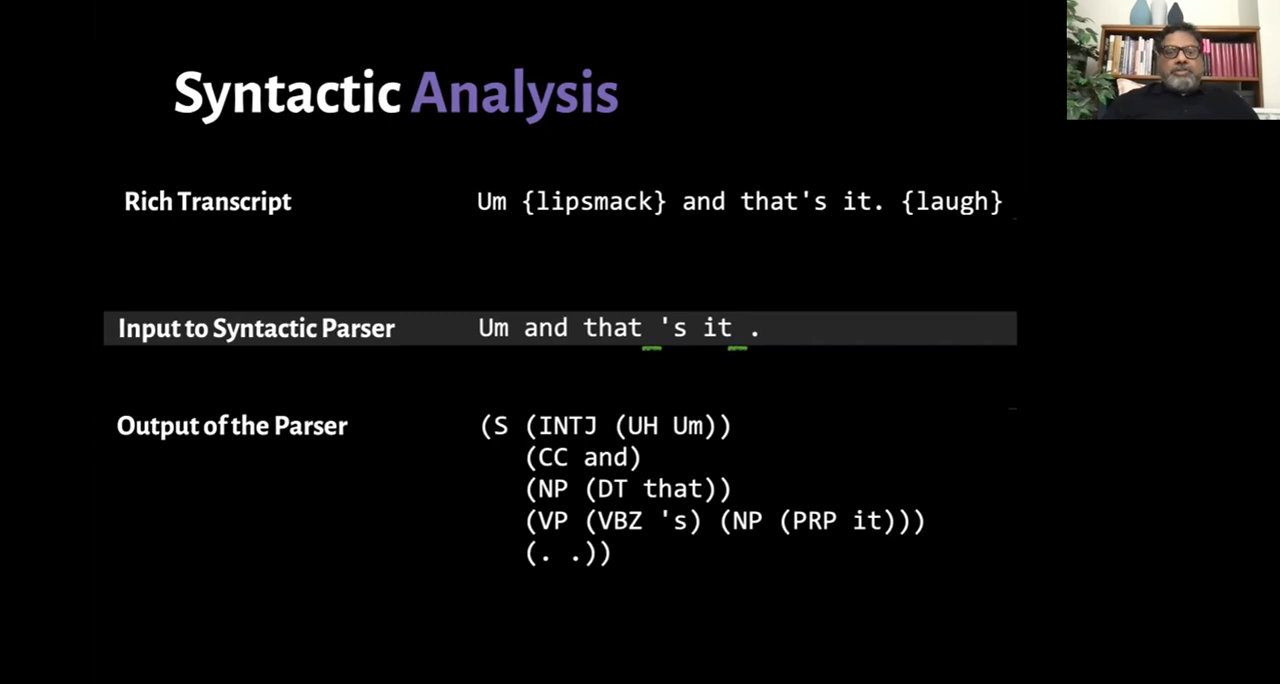 Syntactic Analysis
Rich Transcript Um {lipsmack} and that's it. {laugh}
Input to Syntactic Parser Um and that 's it .
Output of the Parser (S (INTJ (UH Um))
(CC and)
(NP (DT that))
(VP (VBZ 's) (NP (PRP it)))
(. .))